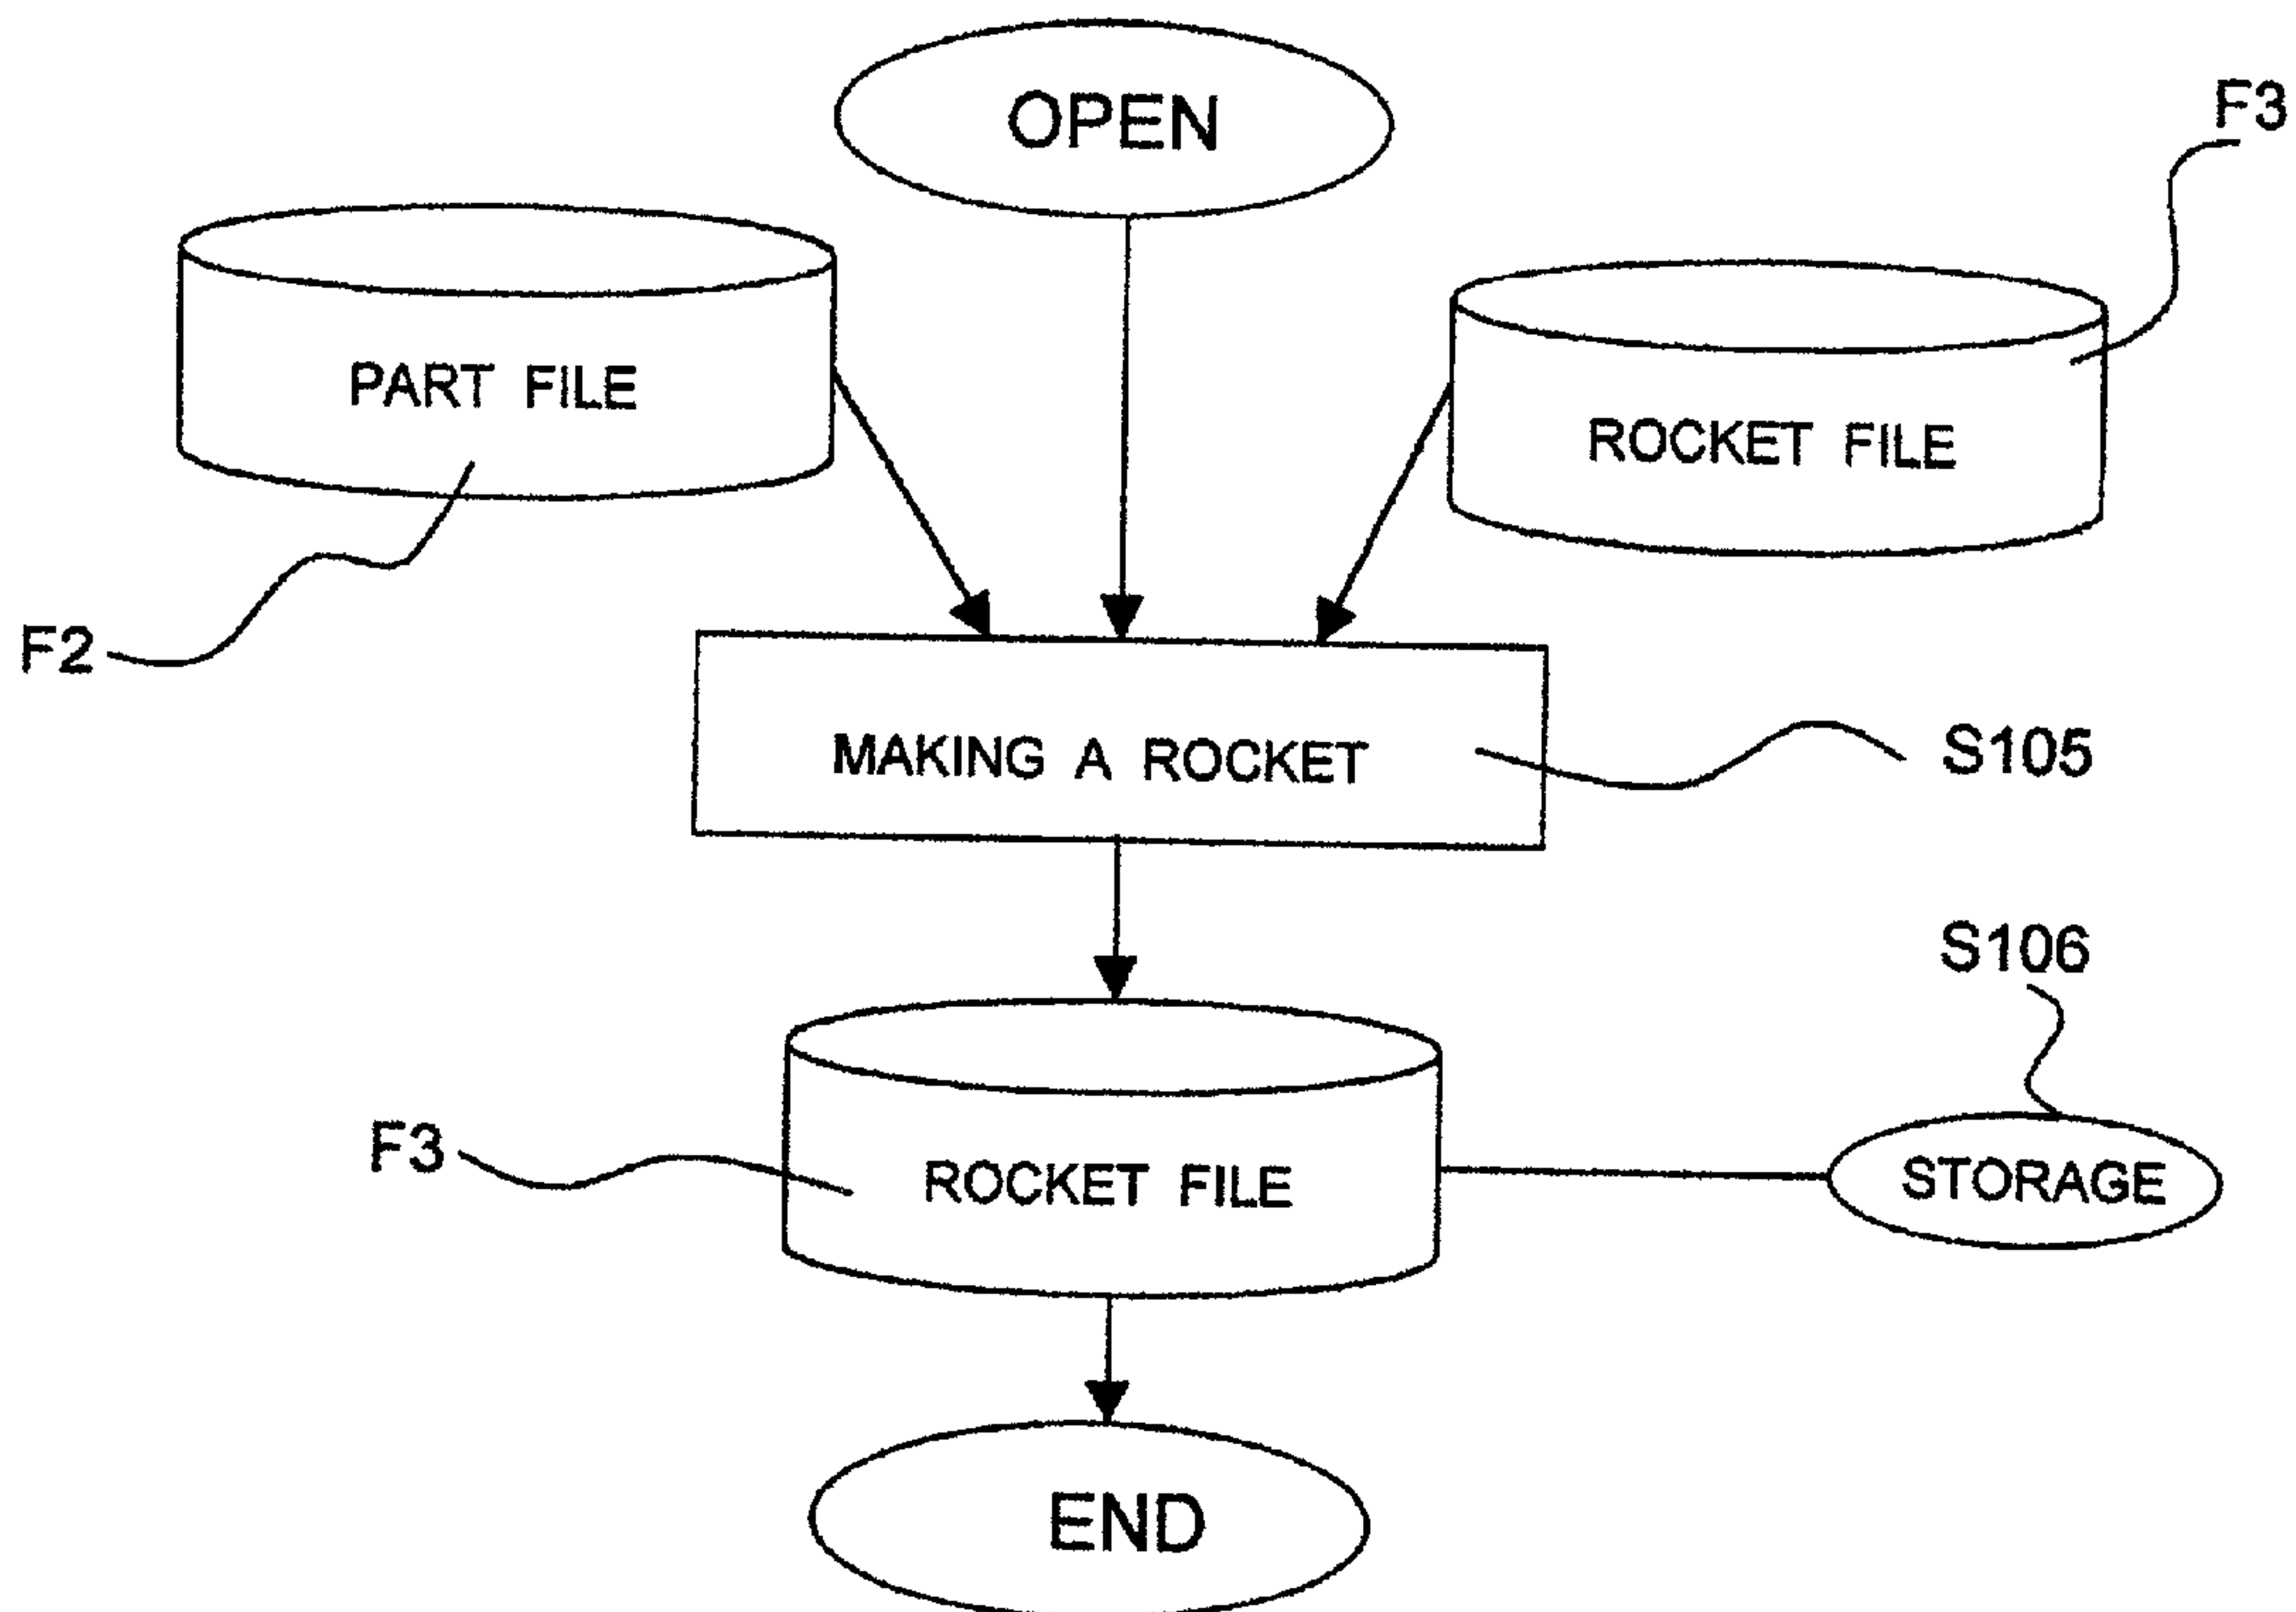 OPEN
F3
PART FILE
ROCKET FILE
F2
MAKING A ROCKET
S105
S106
F3
ROCKET FILE
STORAGE
END